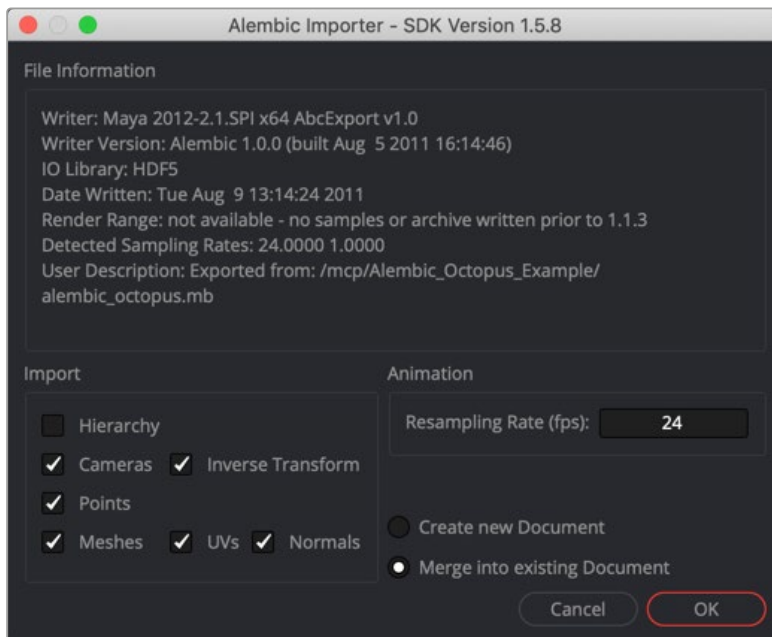 Alembic Importer - SDK Version 1.5.8
File Information
Writer: Maya 2012-2.1.SPI x64 AbcExport v1.0
Writer Version: Alembic 1.0.0 (built Aug  5 2011 16:14:46)
IO Library: HDF5
Date Written: Tue Aug  9 13:14:24 2011
Render Range: not available - no samples or archive written prior to 1.1.3
Detected Sampling Rates: 24.0000 1.0000
User Description: Exported from: /mcp/Alembic_Octopus_Example/
alembic_octopus.mb
Import
Hierarchy
Cameras Inverse Transform
Points
Meshes UVs Normals
Animation
Resampling Rate (fps): 24
Create new Document
Merge into existing Document
Cancel OK